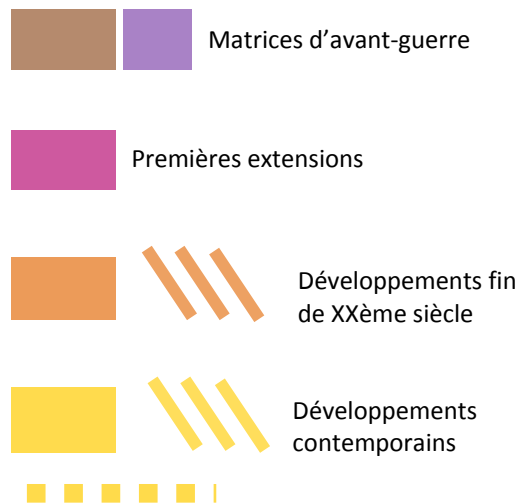 Matrices d’avant-guerre
Premières extensions
Développements fin
de XXème siècle
Développements
contemporains